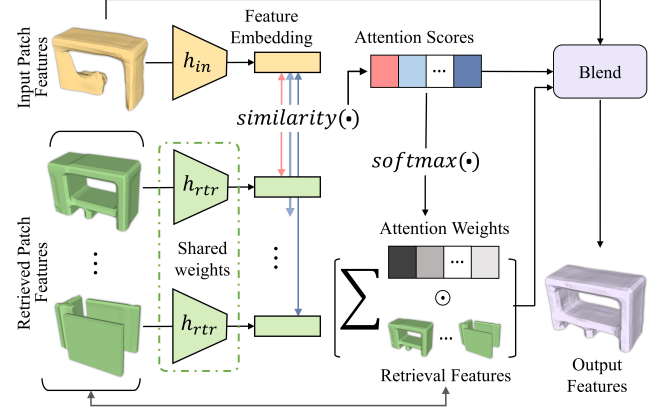 Feature
Embedding
Attention Scores
Input Patch
Features
h_in
Blend
similarity(•)
softmax(•)
h_rtr
Retrieved Patch
Features
Shared
weights
Attention Weights
∑
⊙
h_rtr
Retrieval Features
Output
Features